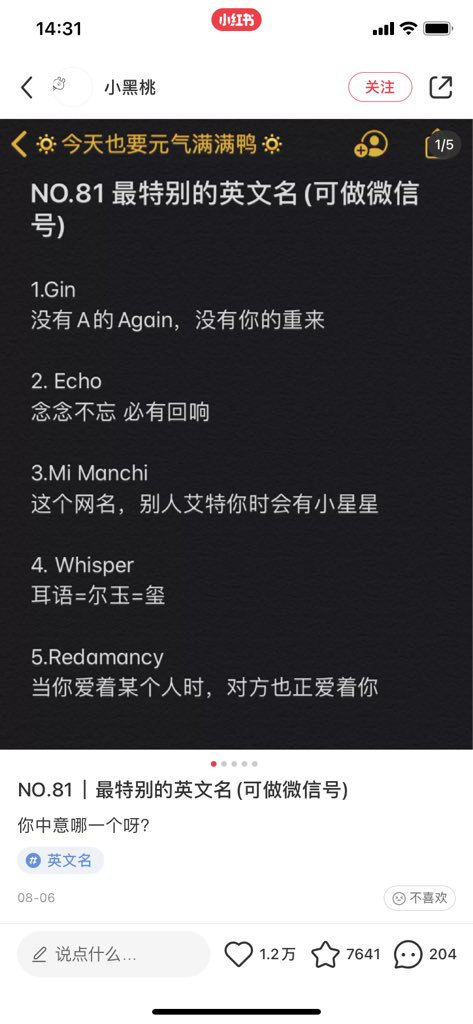 14:31
小红书
小黑桃
关注
今天也要元气满满鸭
1/5
NO.81 最特别的英文名(可做微信
号)
1.Gin
没有A的Again，没有你的重来
2. Echo
念念不忘 必有回响
3.Mi Manchi
这个网名，别人艾特你时会有小星星
4. Whisper
耳语=尔玉=玺
5.Redamancy
当你爱着某个人时，对方也正爱着你
NO.81｜最特别的英文名(可做微信号)
你中意哪一个呀?
# 英文名
08-06
不喜欢
说点什么...
1.2万
7641
204